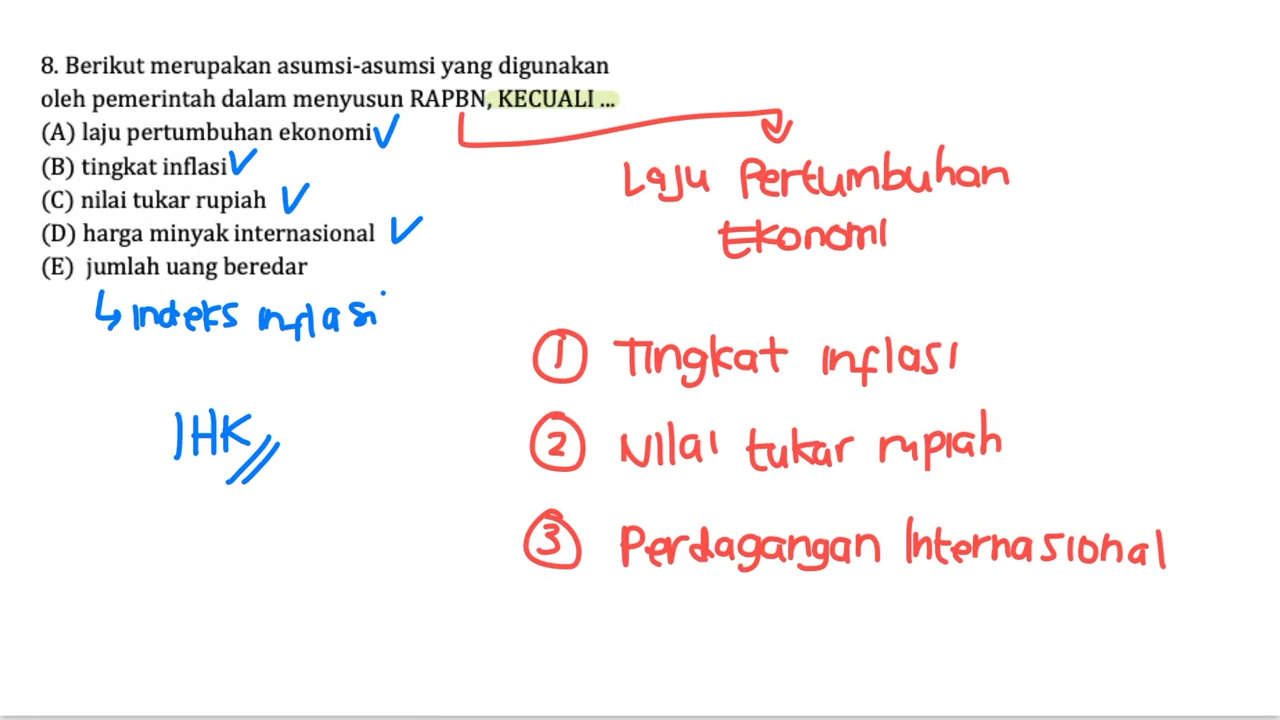 8. Berikut merupakan asumsi-asumsi yang digunakan
oleh pemerintah dalam menyusun RAPBN, KECUALI ...
(A) laju pertumbuhan ekonomi
(B) tingkat inflasi
(C) nilai tukar rupiah
(D) harga minyak internasional
(E) jumlah uang beredar
↳ Indeks Inflasi
IHK
Laju Pertumbuhan
Ekonomi
① Tingkat Inflasi
② Nilai tukar rupiah
③ Perdagangan Internasional